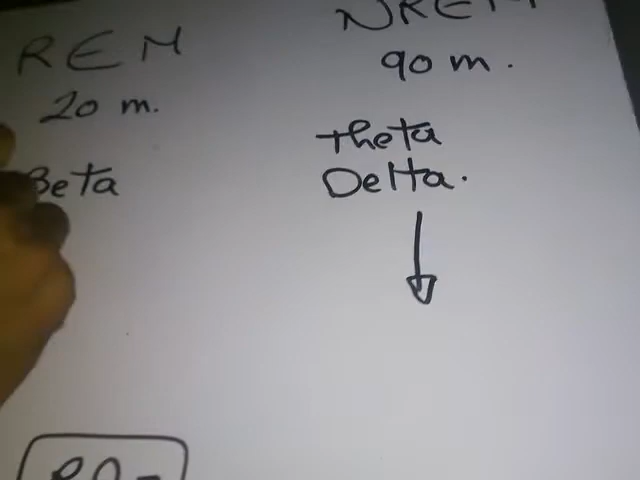 REM
20 m.
Beta
NREM
90 m.
Theta
Delta.